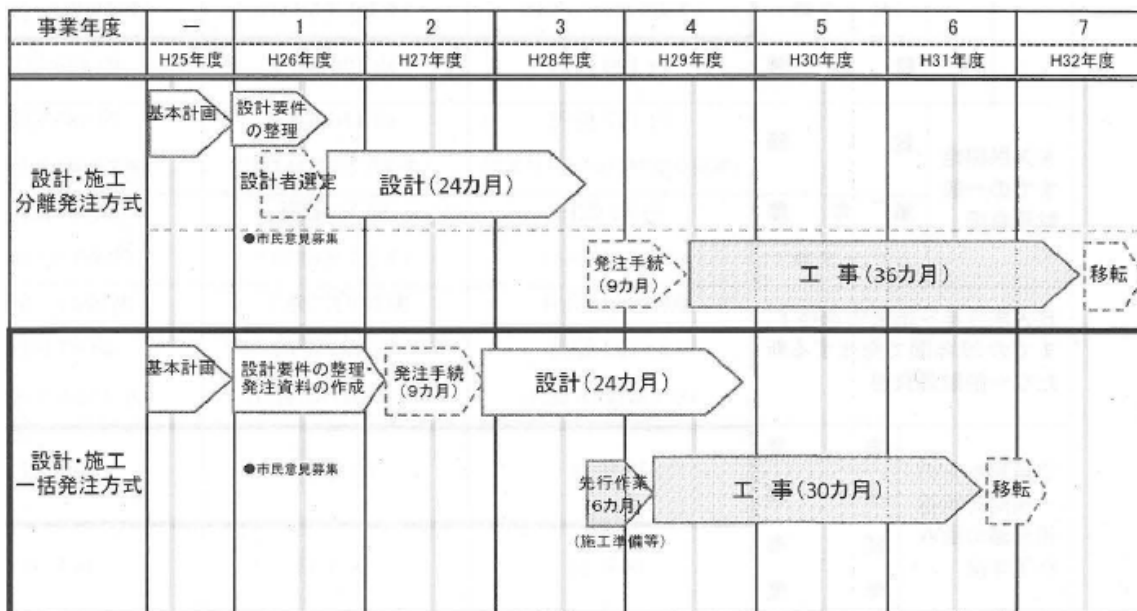 事業年度 － 1 2 3 4 5 6 7
H25年度 H26年度 H27年度 H28年度 H29年度 H30年度 H31年度 H32年度
設計・施工
分離発注方式
基本計画
設計要件
の整理
設計者選定
設計(24カ月)
●市民意見募集
発注手続
(9カ月)
工 事(36カ月)
移転
設計・施工
一括発注方式
基本計画
設計要件の整理・
発注資料の作成
発注手続
(9カ月)
設計(24カ月)
●市民意見募集
先行作業
(6カ月)
(施工準備等)
工 事(30カ月)
移転